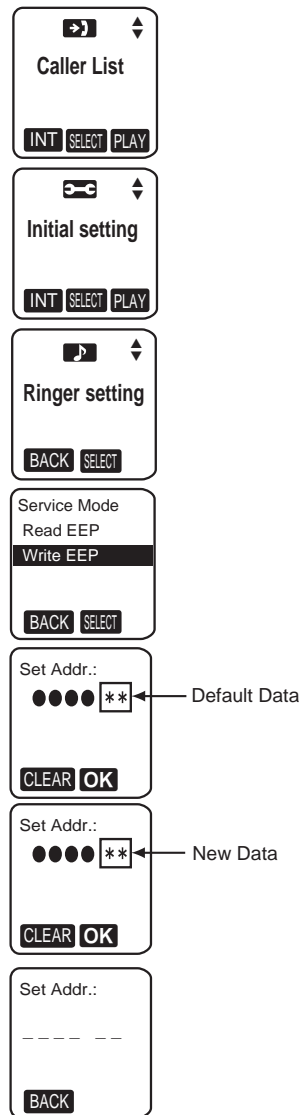 Caller List
INT SELECT PLAY
Initial setting
INT SELECT PLAY
Ringer setting
BACK SELECT
Service Mode
Read EEP
Write EEP
BACK SELECT
Set Addr.:
●●●● ** Default Data
CLEAR OK
Set Addr.:
●●●● ** New Data
CLEAR OK
Set Addr.:
_ _ _ _ _ _
BACK